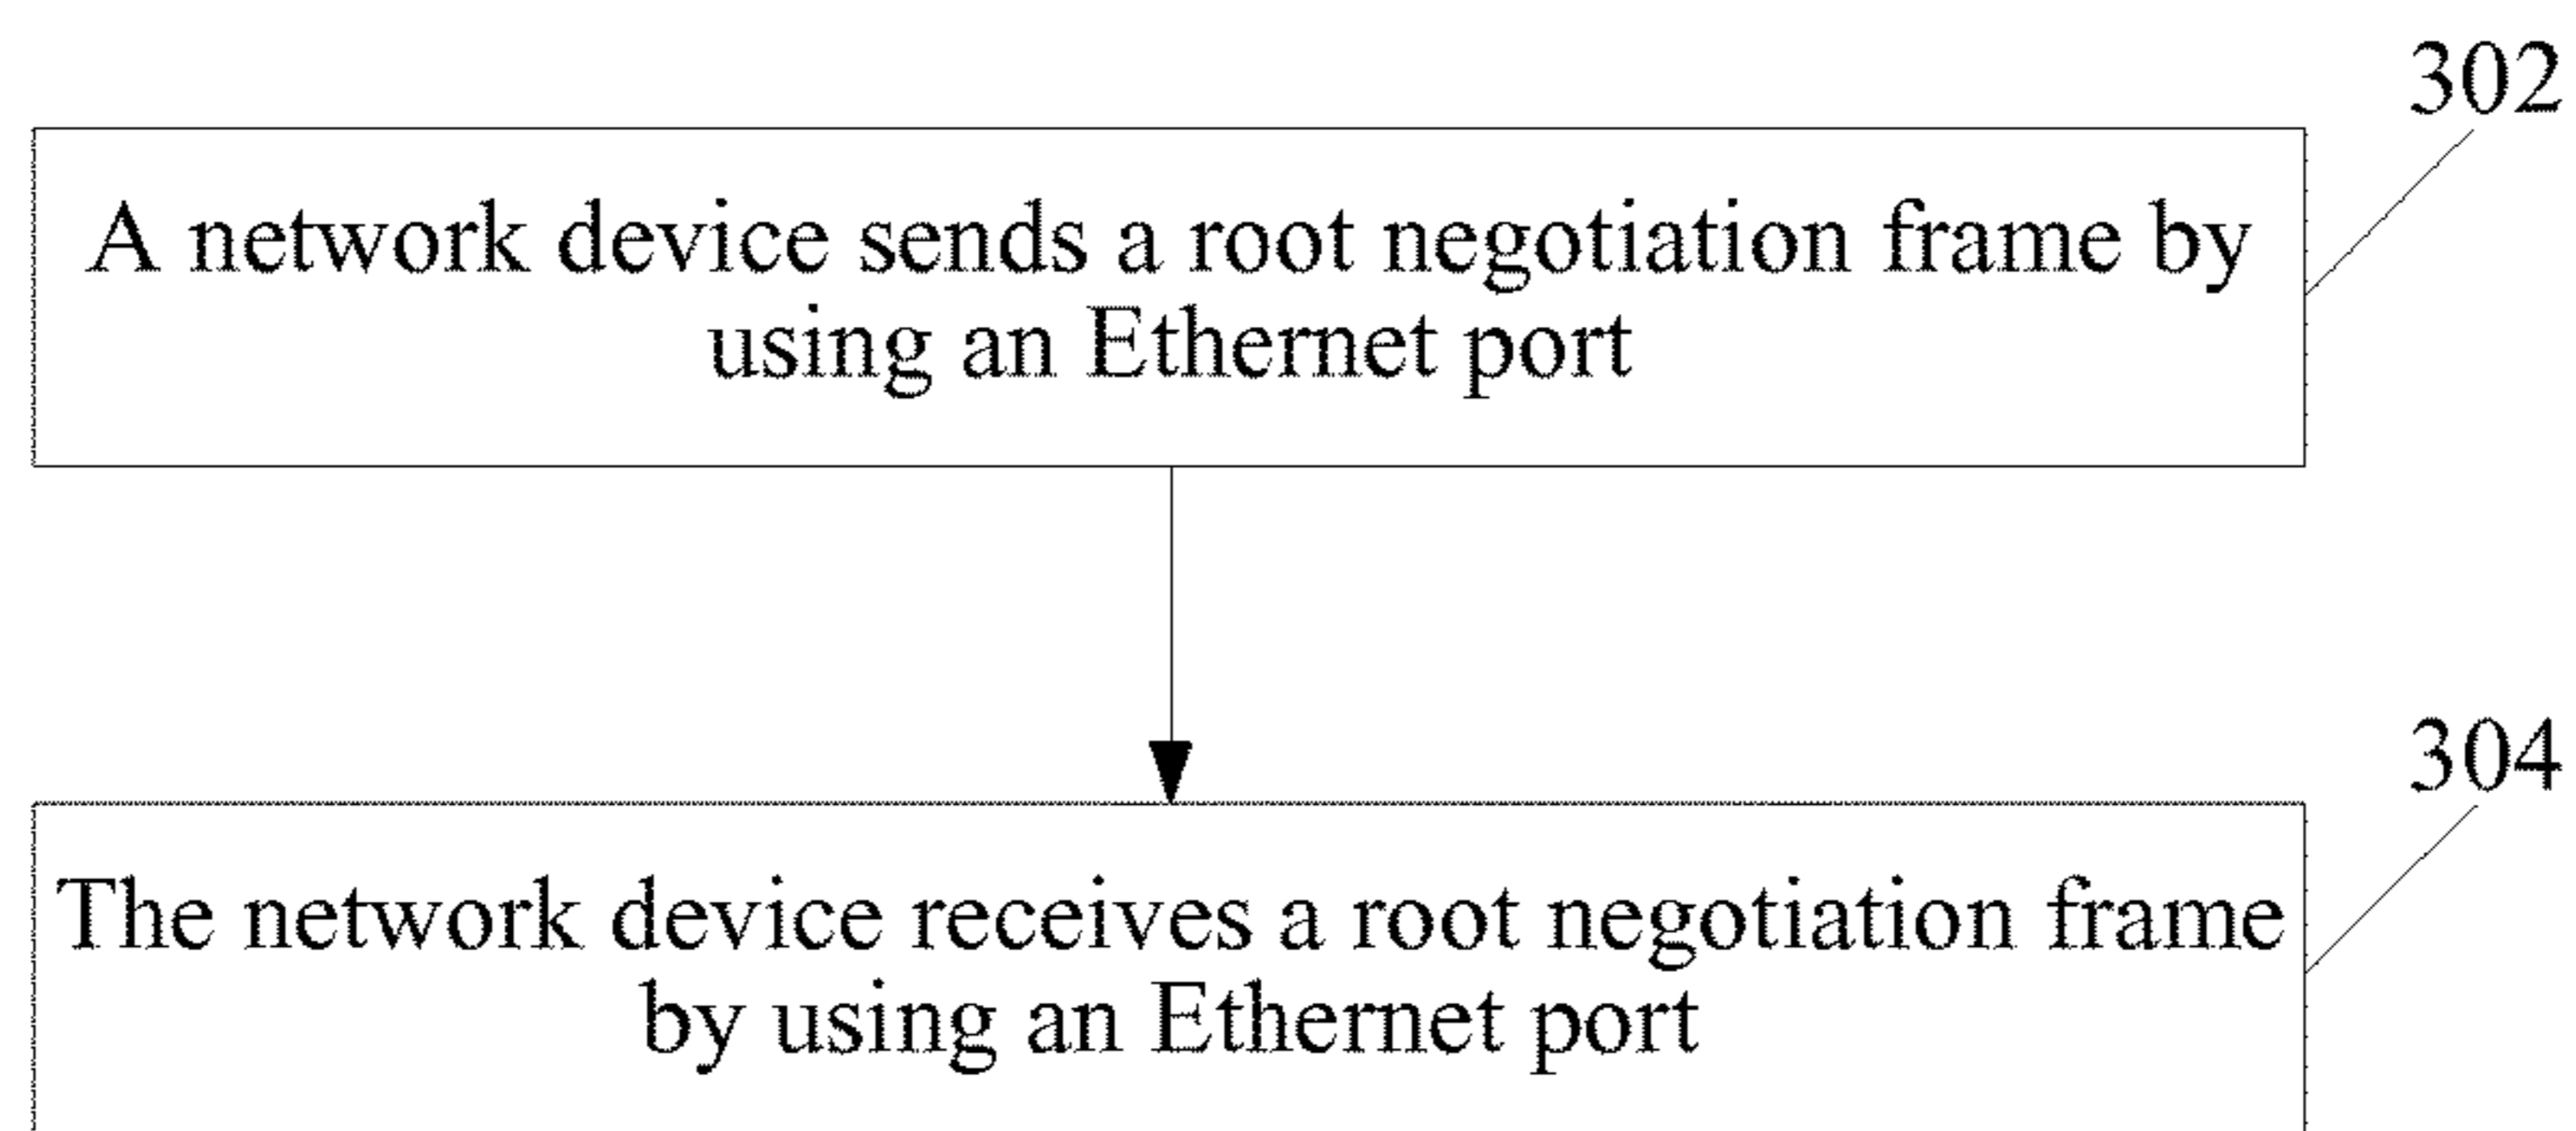 302
A network device sends a root negotiation frame by
using an Ethernet port
304
The network device receives a root negotiation frame
by using an Ethernet port